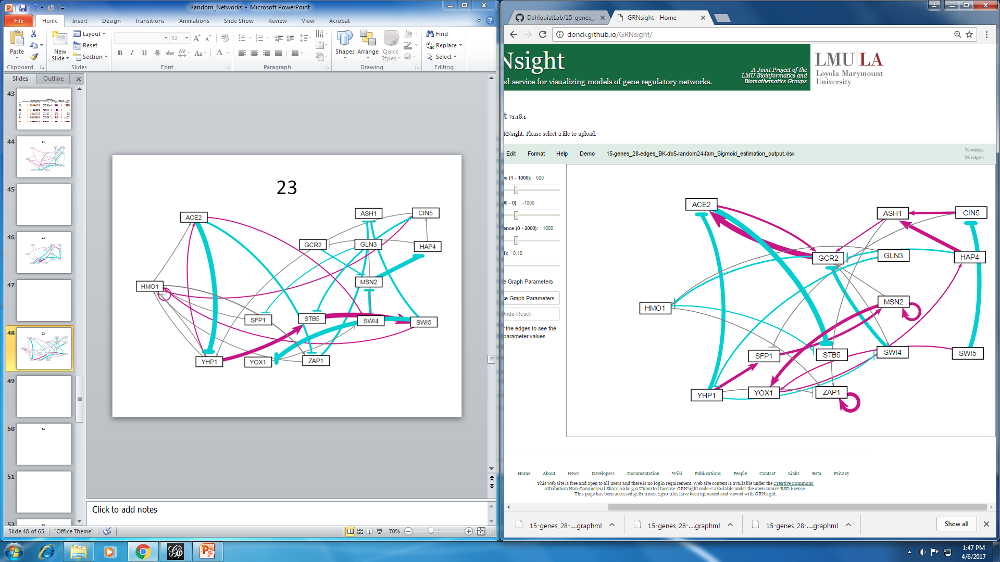 Random_Networks - Microsoft PowerPoint
File Home Insert Design Transitions Animations Slide Show Review View Acrobat
Paste
Clipboard
New
Slide
Layout
Reset
Section
Slides
32
B I U S abc AV Aa A
Font
Paragraph
Shapes Arrange Quick
Styles
Drawing
Find
Replace
Select
Editing
Slides Outline
43
44
21
45
46
22
47
48
23
49
50
24
51
52
23
ACE2
ASH1
CIN5
GCR2
GLN3
HAP4
HMO1
MSN2
SFP1
STB5
SWI4
SWI5
YHP1
YOX1
ZAP1
Click to add notes
Slide 48 of 65 "Office Theme" 70%
DahlquistLab/15-genes_
GRNsight - Home
dondi.github.io/GRNsight/
Nsight
nd service for visualizing models of gene regulatory networks.
A Joint Project of the
LMU Bioinformatics and
Biomathematics Groups
LMU|LA
Loyola Marymount
University
t v1.18.1
RNsight. Please select a file to upload.
Edit Format Help Demo 15-genes_28-edges_BK-db5-random24-fam_Sigmoid_estimation_output.xlsx
15 nodes
28 edges
e (1 - 1000): 500
00 - 0): -1000
ance (0 - 2000): 1000
l): 0.10
e Graph Parameters
ce Graph Parameters
Undo Reset
r the edges to see the
parameter values.
ACE2
ASH1
CIN5
GCR2
GLN3
HAP4
HMO1
MSN2
SFP1
STB5
SWI4
SWI5
YHP1
YOX1
ZAP1
Home About News Developers Documentation Wiki Publications People Contact Links Beta Privacy
This web site is free and open to all users and there is no login requirement. Web site content is available under the Creative Commons
Attribution Non-Commercial Share Alike 3.0 Unported License. GRNsight code is available under the open source BSD license.
This page has been accessed 3281 times. 2310 files have been uploaded and viewed with GRNsight.
15-genes_28-....graphml
15-genes_28-....graphml
15-genes_28-....graphml
Show all
1:47 PM
4/6/2017